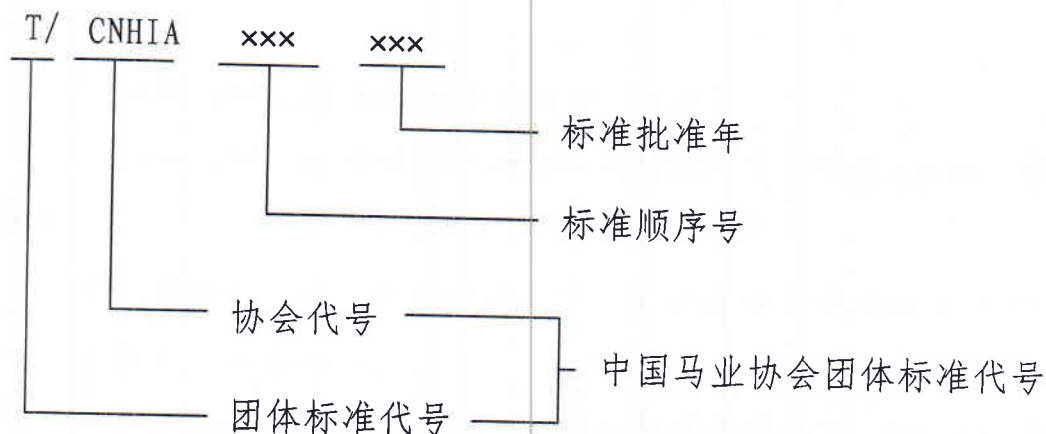 T/ CNHIA ××× ×××
标准批准年
标准顺序号
协会代号
中国马业协会团体标准代号
团体标准代号